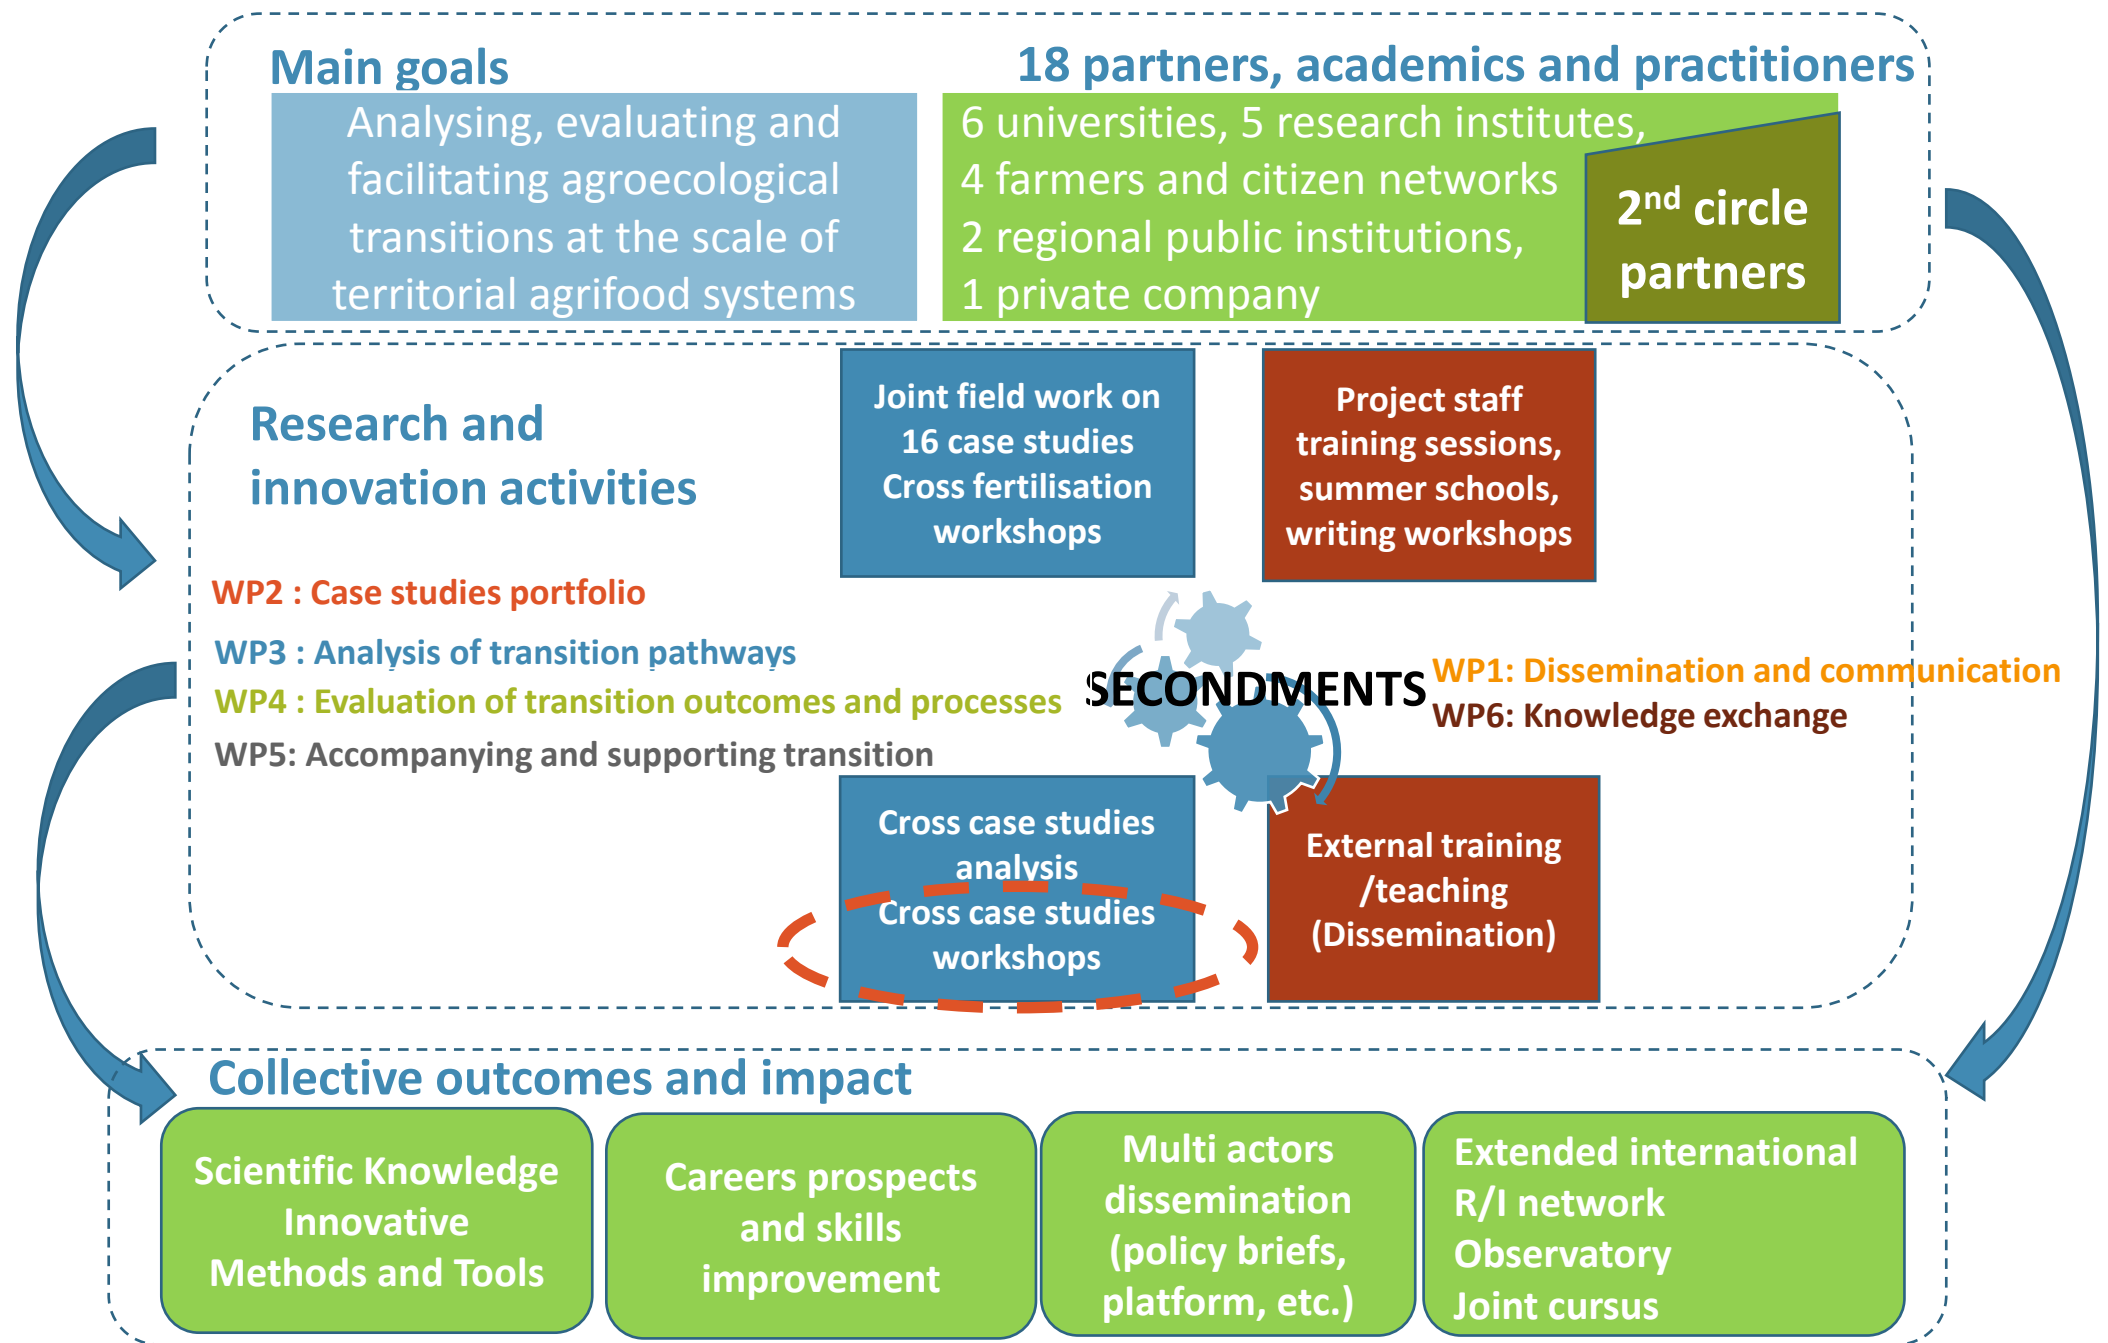 Main goals
18 partners, academics and practitioners
Analysing, evaluating and
facilitating agroecological
transitions at the scale of
territorial agrifood systems
6 universities, 5 research institutes,
4 farmers and citizen networks
2 regional public institutions,
1 private company
2nd circle
partners
Research and
innovation activities
Joint field work on
16 case studies
Cross fertilisation
workshops
Project staff
training sessions,
summer schools,
writing workshops
WP2 : Case studies portfolio
WP3 : Analysis of transition pathways
WP4 : Evaluation of transition outcomes and processes
WP5: Accompanying and supporting transition
SECONDMENTS
WP1: Dissemination and communication
WP6: Knowledge exchange
Cross case studies
analysis
Cross case studies
workshops
External training
/teaching
(Dissemination)
Collective outcomes and impact
Scientific Knowledge
Innovative
Methods and Tools
Careers prospects
and skills
improvement
Multi actors
dissemination
(policy briefs,
platform, etc.)
Extended international
R/I network
Observatory
Joint cursus